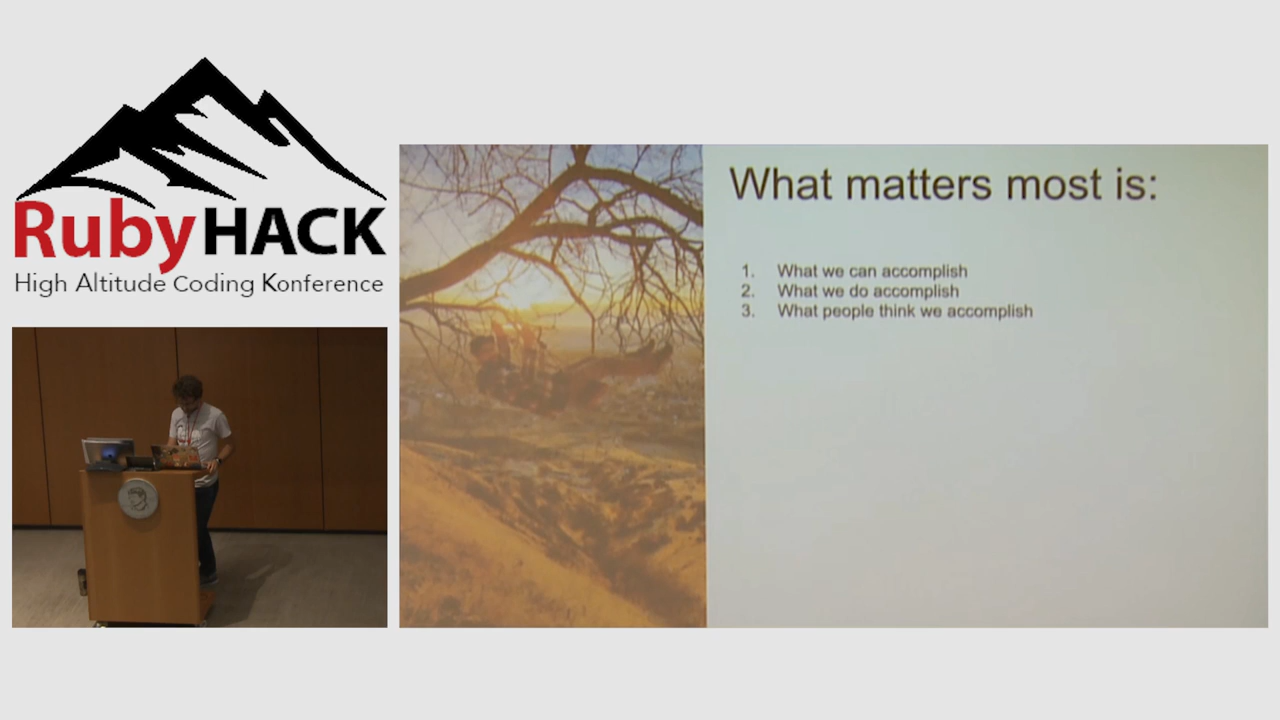 RubyHACK
High Altitude Coding Konference
What matters most is:
1. What we can accomplish
2. What we do accomplish
3. What people think we accomplish